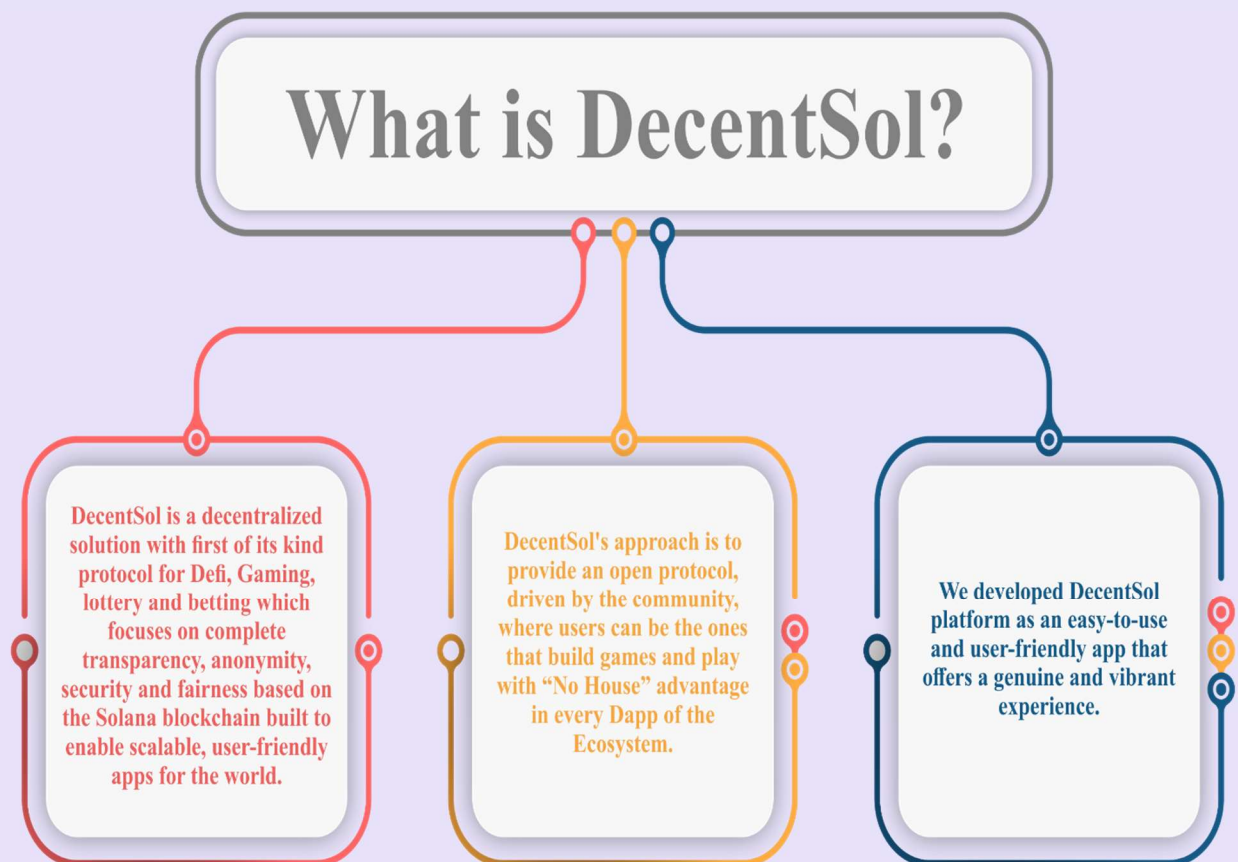 What is DecentSol?
DecentSol is a decentralized
solution with first of its kind
protocol for Defi, Gaming,
lottery and betting which
focuses on complete
transparency, anonymity,
security and fairness based on
the Solana blockchain built to
enable scalable, user-friendly
apps for the world.
DecentSol's approach is to
provide an open protocol,
driven by the community,
where users can be the ones
that build games and play
with “No House” advantage
in every Dapp of the
Ecosystem.
We developed DecentSol
platform as an easy-to-use
and user-friendly app that
offers a genuine and vibrant
experience.